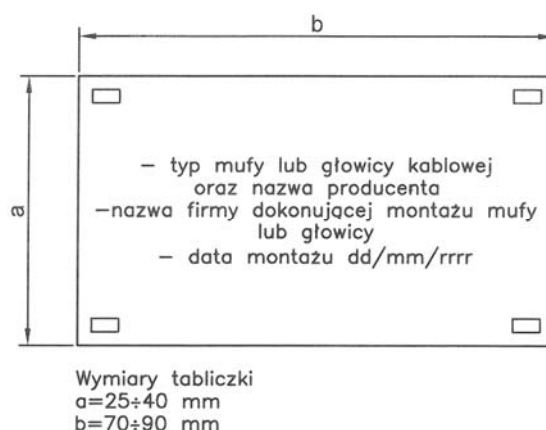 b
a
– typ mufy lub głowicy kablowej
oraz nazwa producenta
–nazwa firmy dokonującej montażu mufy
lub głowicy
– data montażu dd/mm/rrrr
Wymiary tabliczki
a=25÷40 mm
b=70÷90 mm